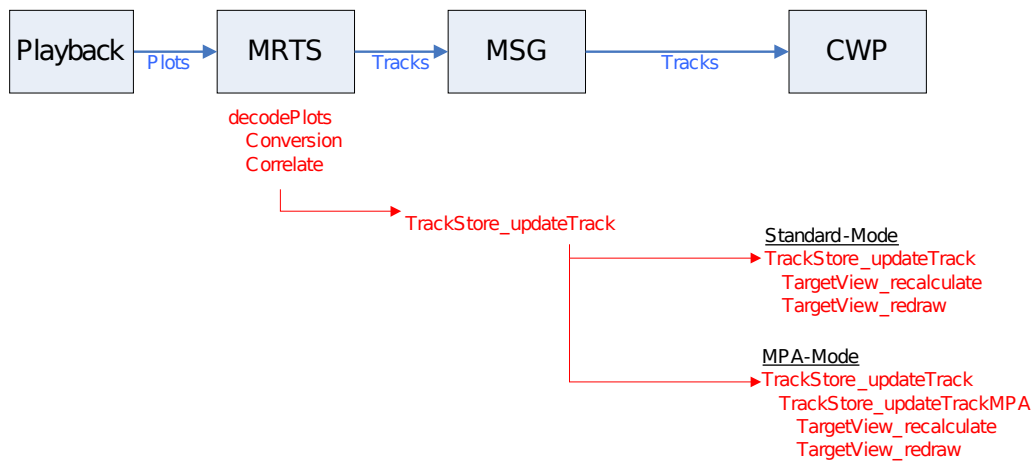 Playback
MRTS
MSG
CWP
Plots
Tracks
Tracks
decodePlots
Conversion
Correlate
TrackStore_updateTrack
Standard-Mode
TrackStore_updateTrack
TargetView_recalculate
TargetView_redraw
MPA-Mode
TrackStore_updateTrack
TrackStore_updateTrackMPA
TargetView_recalculate
TargetView_redraw